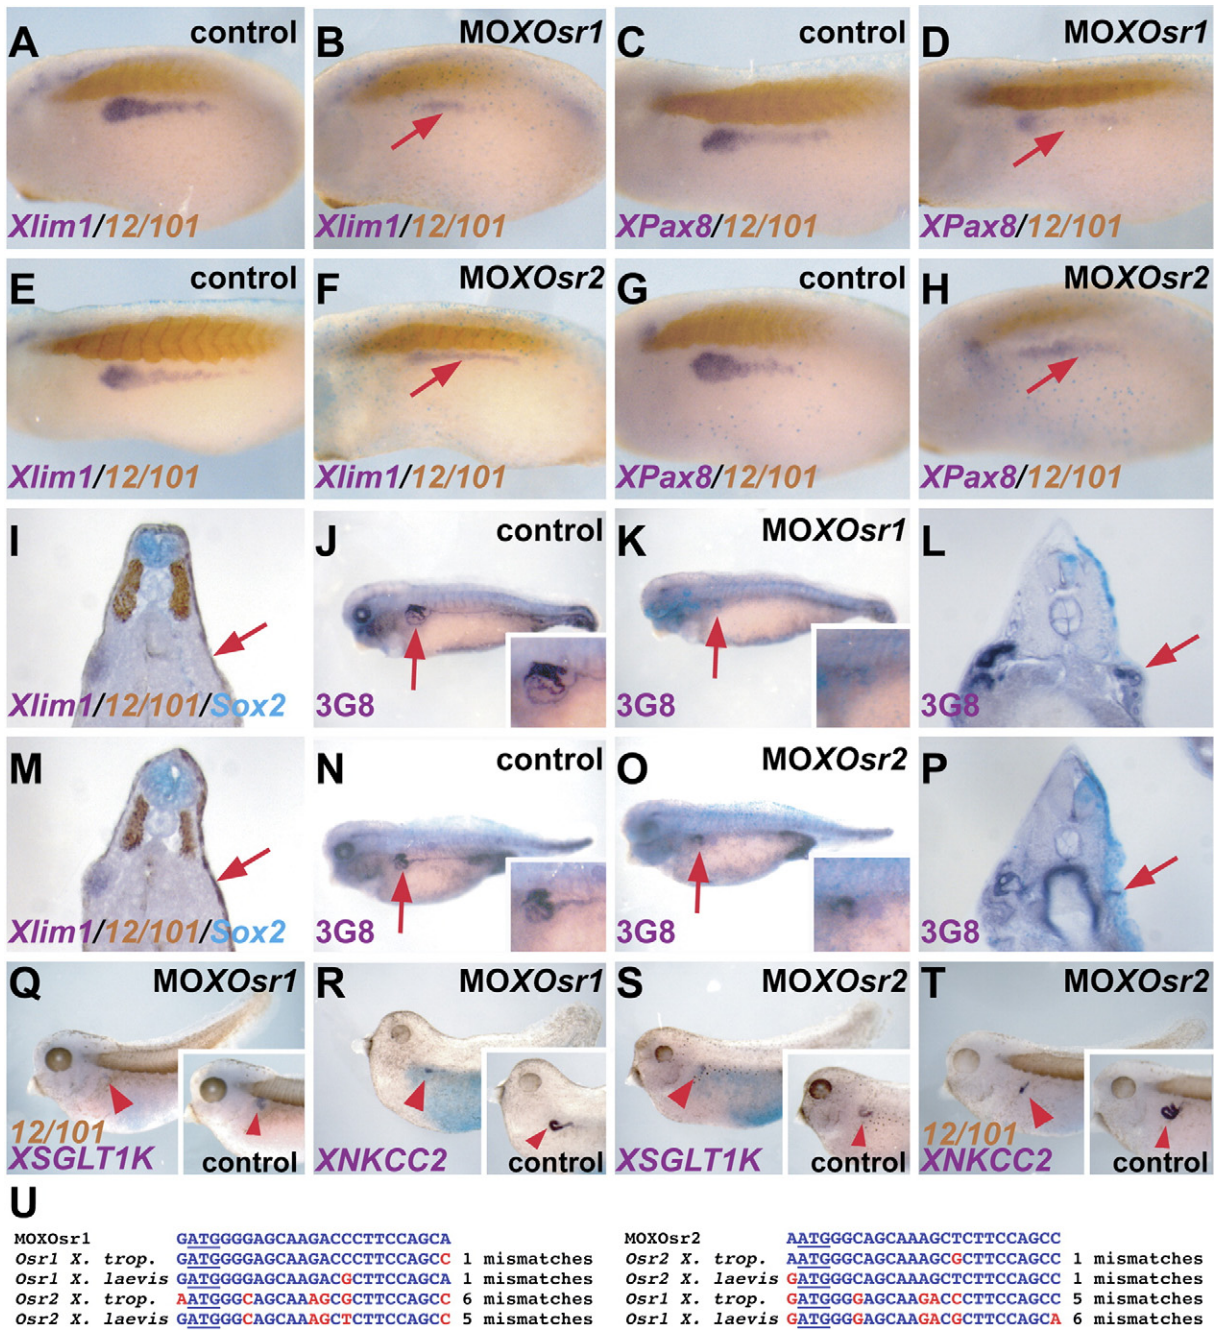 A control
B MOXOsr1
C control
D MOXOsr1
Xlim1/12/101
Xlim1/12/101
XPax8/12/101
XPax8/12/101
E control
F MOXOsr2
G control
H MOXOsr2
Xlim1/12/101
Xlim1/12/101
XPax8/12/101
XPax8/12/101
I
J control
K MOXOsr1
L
Xlim1/12/101/Sox2
3G8
3G8
3G8
M
N control
O MOXOsr2
P
Xlim1/12/101/Sox2
3G8
3G8
3G8
Q MOXOsr1
R MOXOsr1
S MOXOsr2
T MOXOsr2
12/101
XSGLT1K
control
XNKCC2
control
XSGLT1K
control
12/101
XNKCC2
control
U
MOXOsr1 GATGGGGAGCAAGACCCTTCCAGCA
Osr1 X. trop. GATGGGGAGCAAGACCCTTCCAGCC 1 mismatches
Osr1 X. laevis GATGGGGAGCAAGACGCTTCCAGCA 1 mismatches
Osr2 X. trop. AATGGGCAGCAAAGCGCTTCCAGCC 6 mismatches
Osr2 X. laevis GATGGGCAGCAAAGCTCTTCCAGCC 5 mismatches
MOXOsr2 AATGGGCAGCAAAGCTCTTCCAGCC
Osr2 X. trop. AATGGGCAGCAAAGCGCTTCCAGCC 1 mismatches
Osr2 X. laevis GATGGGCAGCAAAGCTCTTCCAGCC 1 mismatches
Osr1 X. trop. GATGGGGAGCAAGACCCTTCCAGCC 5 mismatches
Osr1 X. laevis GATGGGGAGCAAGACGCTTCCAGCA 6 mismatches